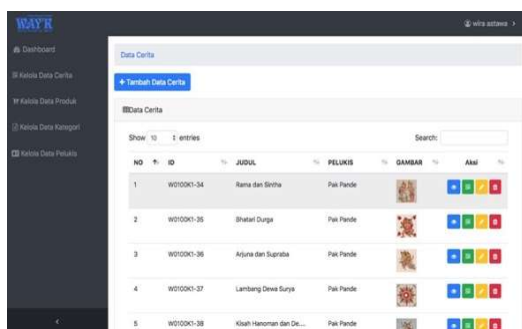 WAYK
wira astawa
Dashboard
Kelola Data Cerita
Kelola Data Produk
Kelola Data Kategori
Kelola Data Pelukis
Data Cerita
+ Tambah Data Cerita
Data Cerita
Show 10 entries
Search:
NO ID JUDUL PELUKIS GAMBAR Aksi
1 W0100K1-34 Rama dan Sintha Pak Pande
2 W0100K1-35 Bhatari Durga Pak Pande
3 W0100K1-36 Arjuna dan Supraba Pak Pande
4 W0100K1-37 Lambang Dewa Surya Pak Pande
5 W0100K1-38 Kisah Hanoman dan De... Pak Pande